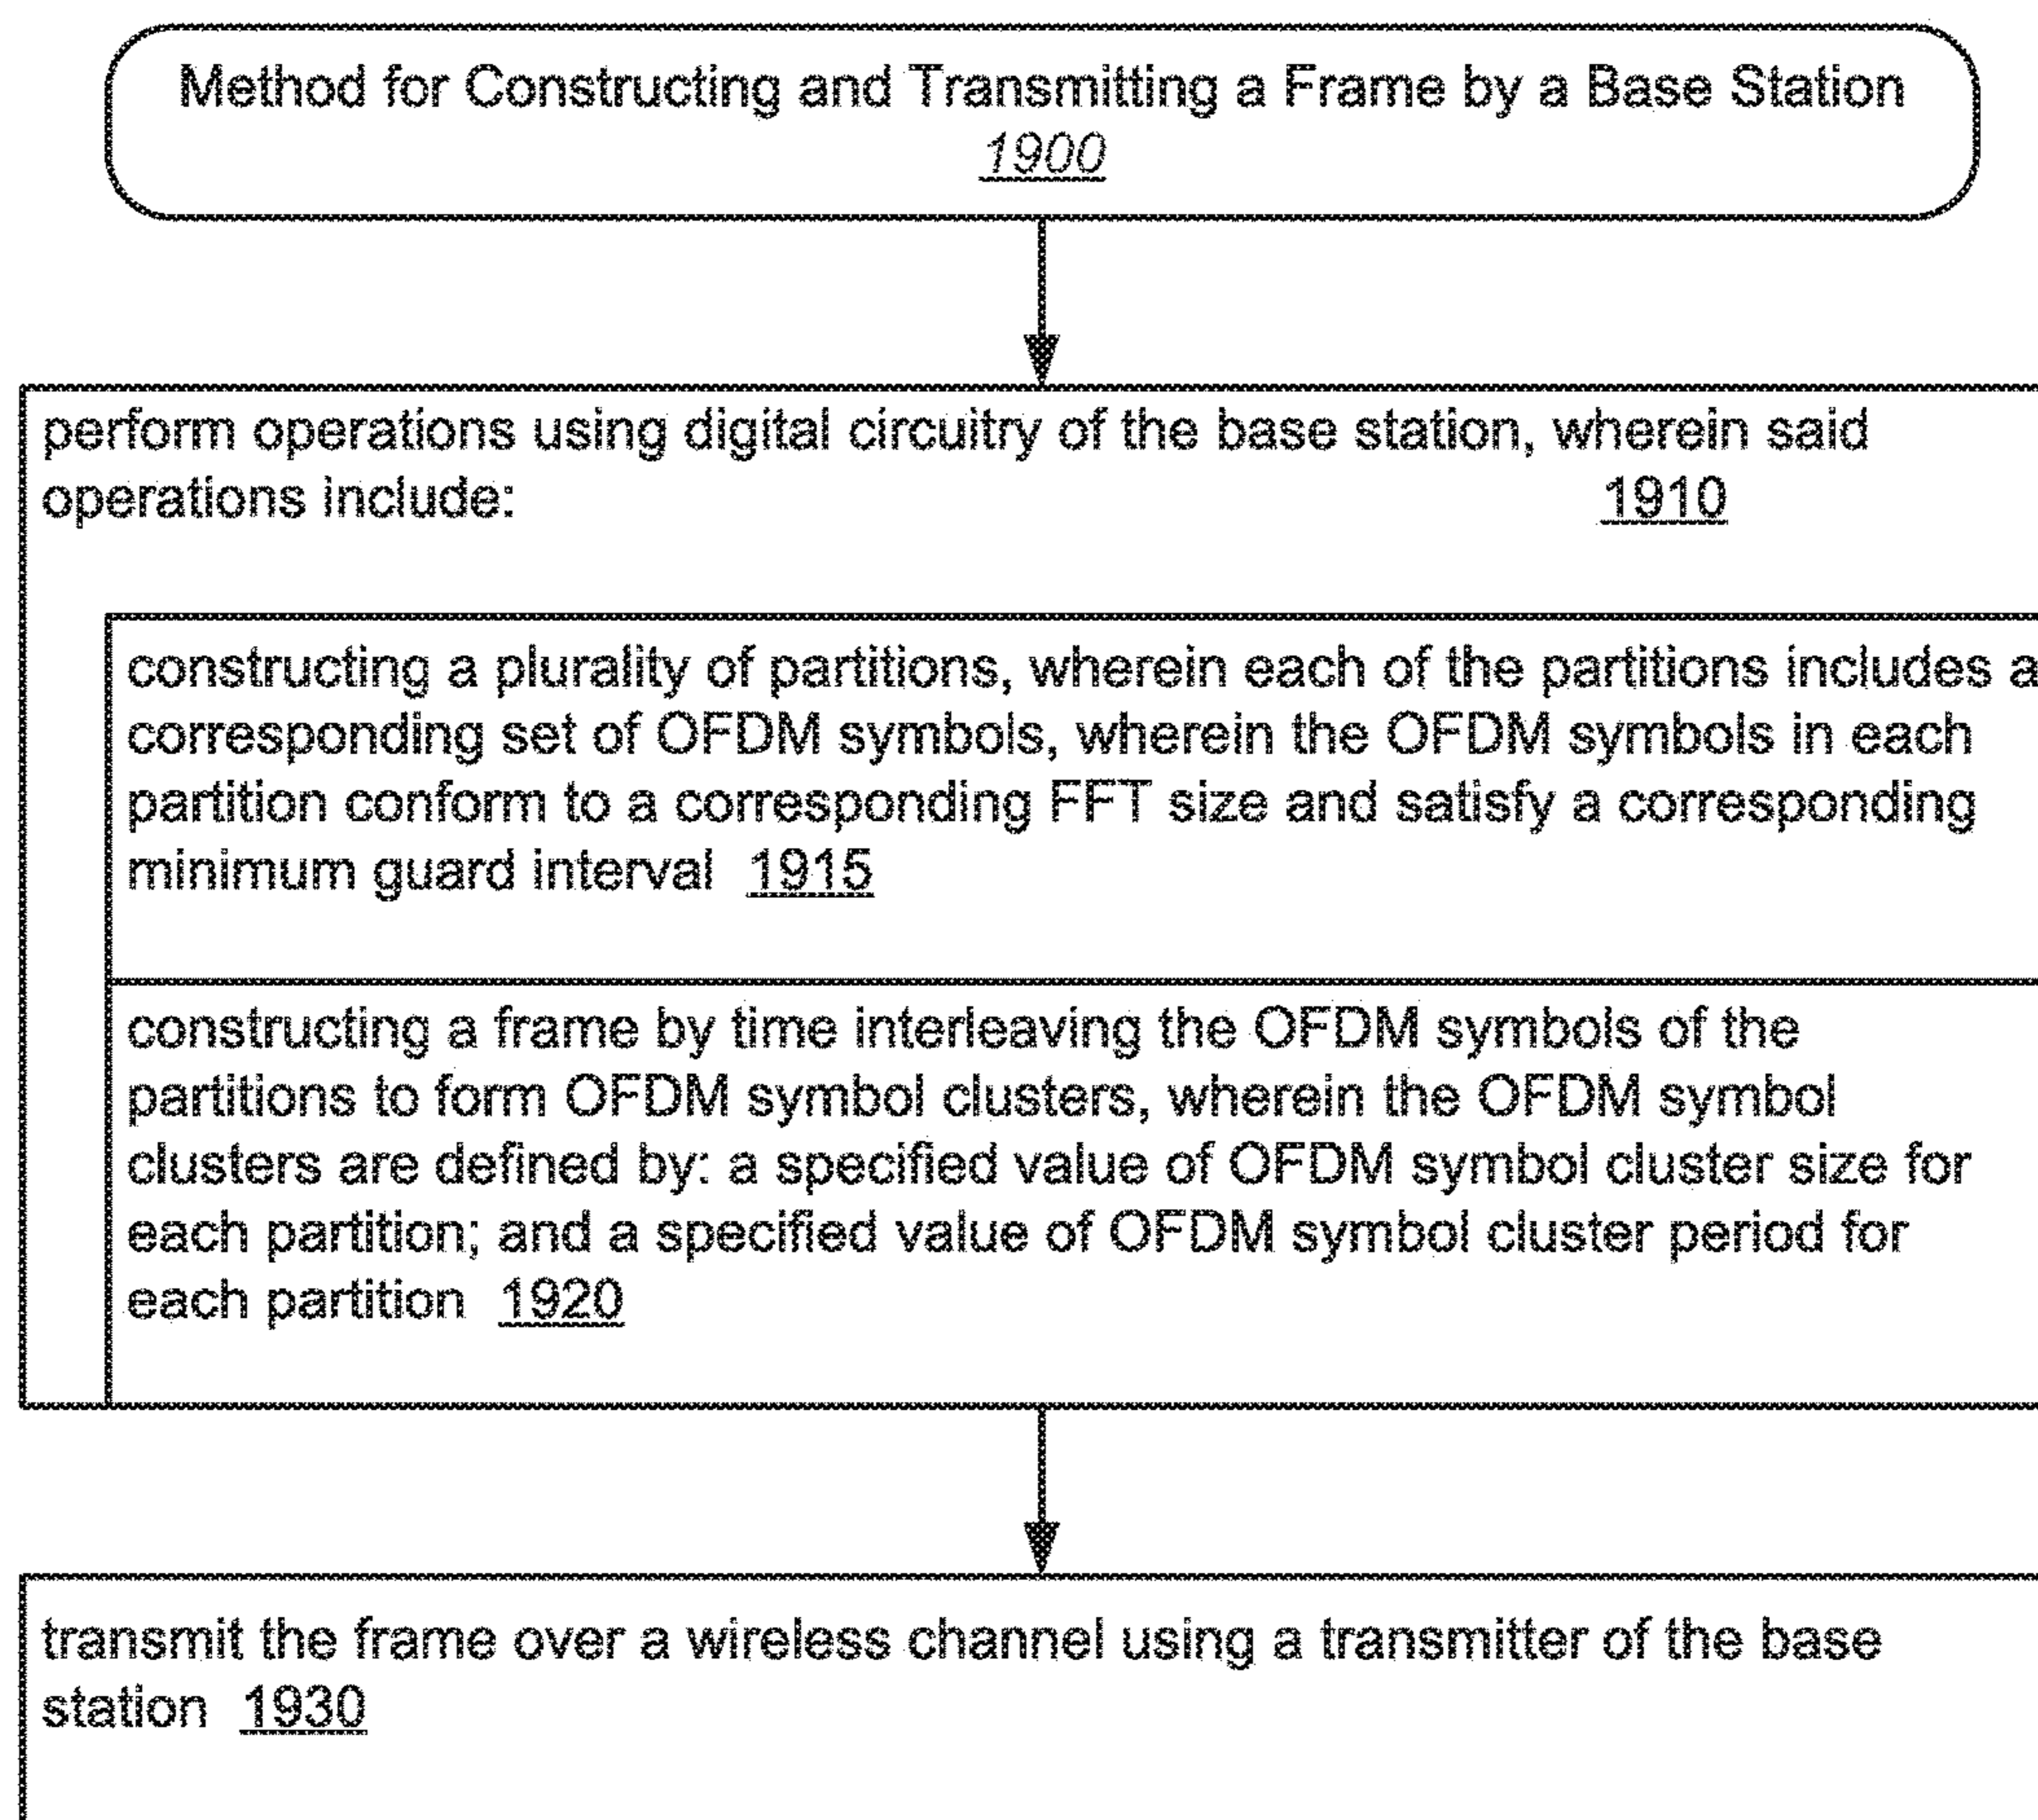 Method for Constructing and Transmitting a Frame by a Base Station
1900
perform operations using digital circuitry of the base station, wherein said
operations include: 1910
constructing a plurality of partitions, wherein each of the partitions includes a
corresponding set of OFDM symbols, wherein the OFDM symbols in each
partition conform to a corresponding FFT size and satisfy a corresponding
minimum guard interval 1915
constructing a frame by time interleaving the OFDM symbols of the
partitions to form OFDM symbol clusters, wherein the OFDM symbol
clusters are defined by: a specified value of OFDM symbol cluster size for
each partition; and a specified value of OFDM symbol cluster period for
each partition 1920
transmit the frame over a wireless channel using a transmitter of the base
station 1930